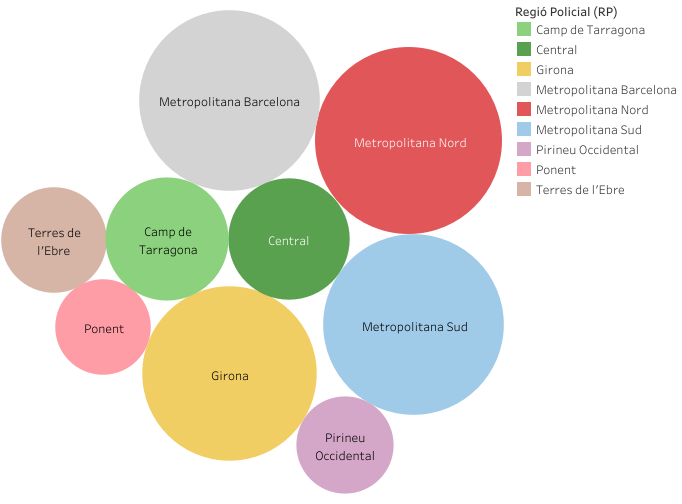 Regió Policial (RP)
Camp de Tarragona
Central
Girona
Metropolitana Barcelona
Metropolitana Nord
Metropolitana Sud
Pirineu Occidental
Ponent
Terres de l'Ebre
Metropolitana Barcelona
Metropolitana Nord
Terres de
l'Ebre
Camp de
Tarragona
Central
Ponent
Metropolitana Sud
Girona
Pirineu
Occidental